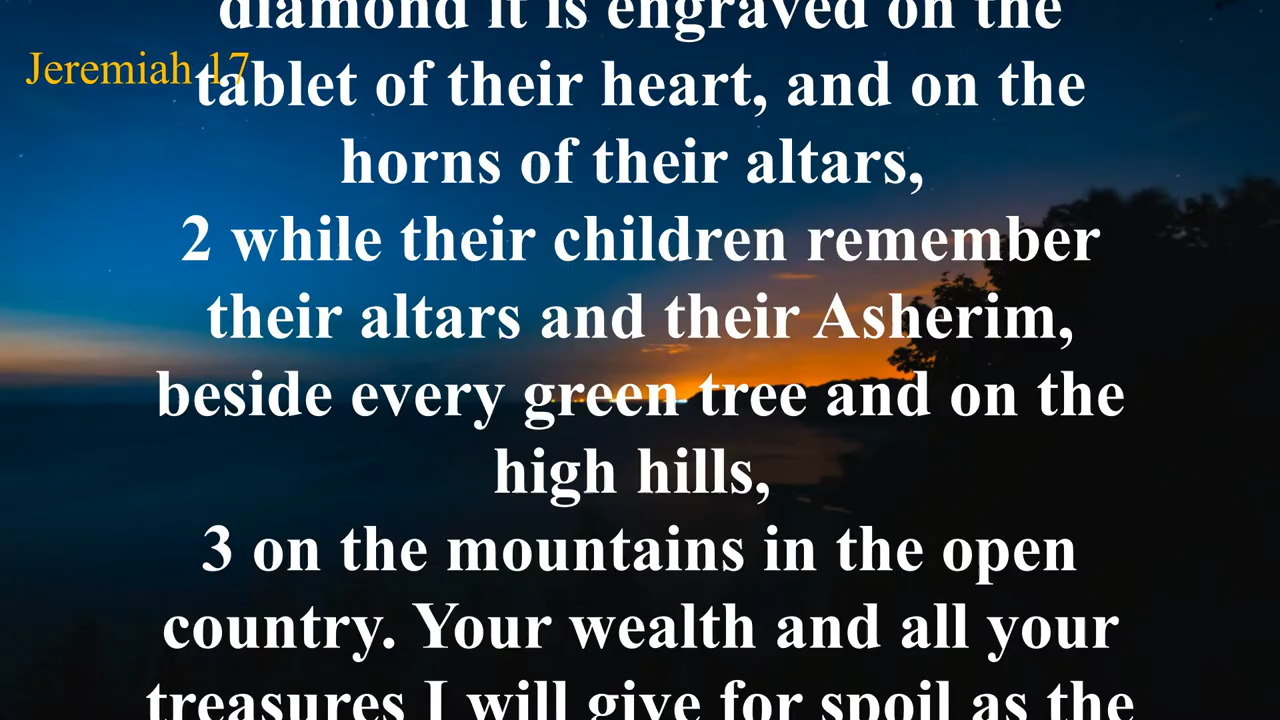 diamond it is engraved on the
Jeremiah 17
tablet of their heart, and on the
horns of their altars,
2 while their children remember
their altars and their Asherim,
beside every green tree and on the
high hills,
3 on the mountains in the open
country. Your wealth and all your
treasures I will give for spoil as the